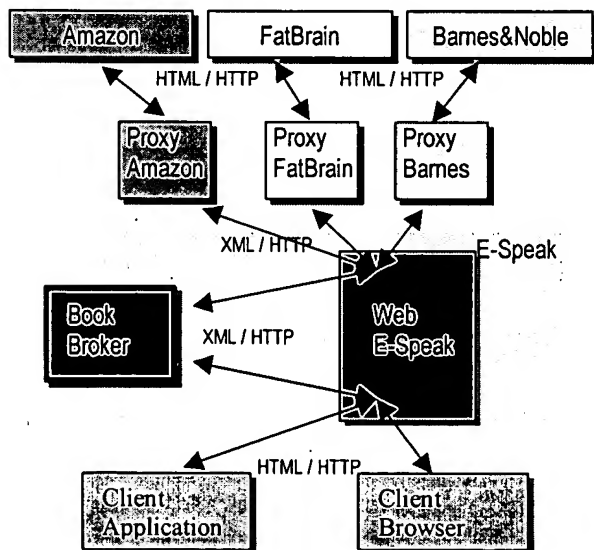 Amazon
FatBrain
Barnes&Noble
HTML / HTTP
HTML / HTTP
Proxy
Amazon
Proxy
FatBrain
Proxy
Barnes
XML / HTTP
E-Speak
Book
Broker
Web
E-Speak
XML / HTTP
HTML / HTTP
Client
Application
Client
Browser